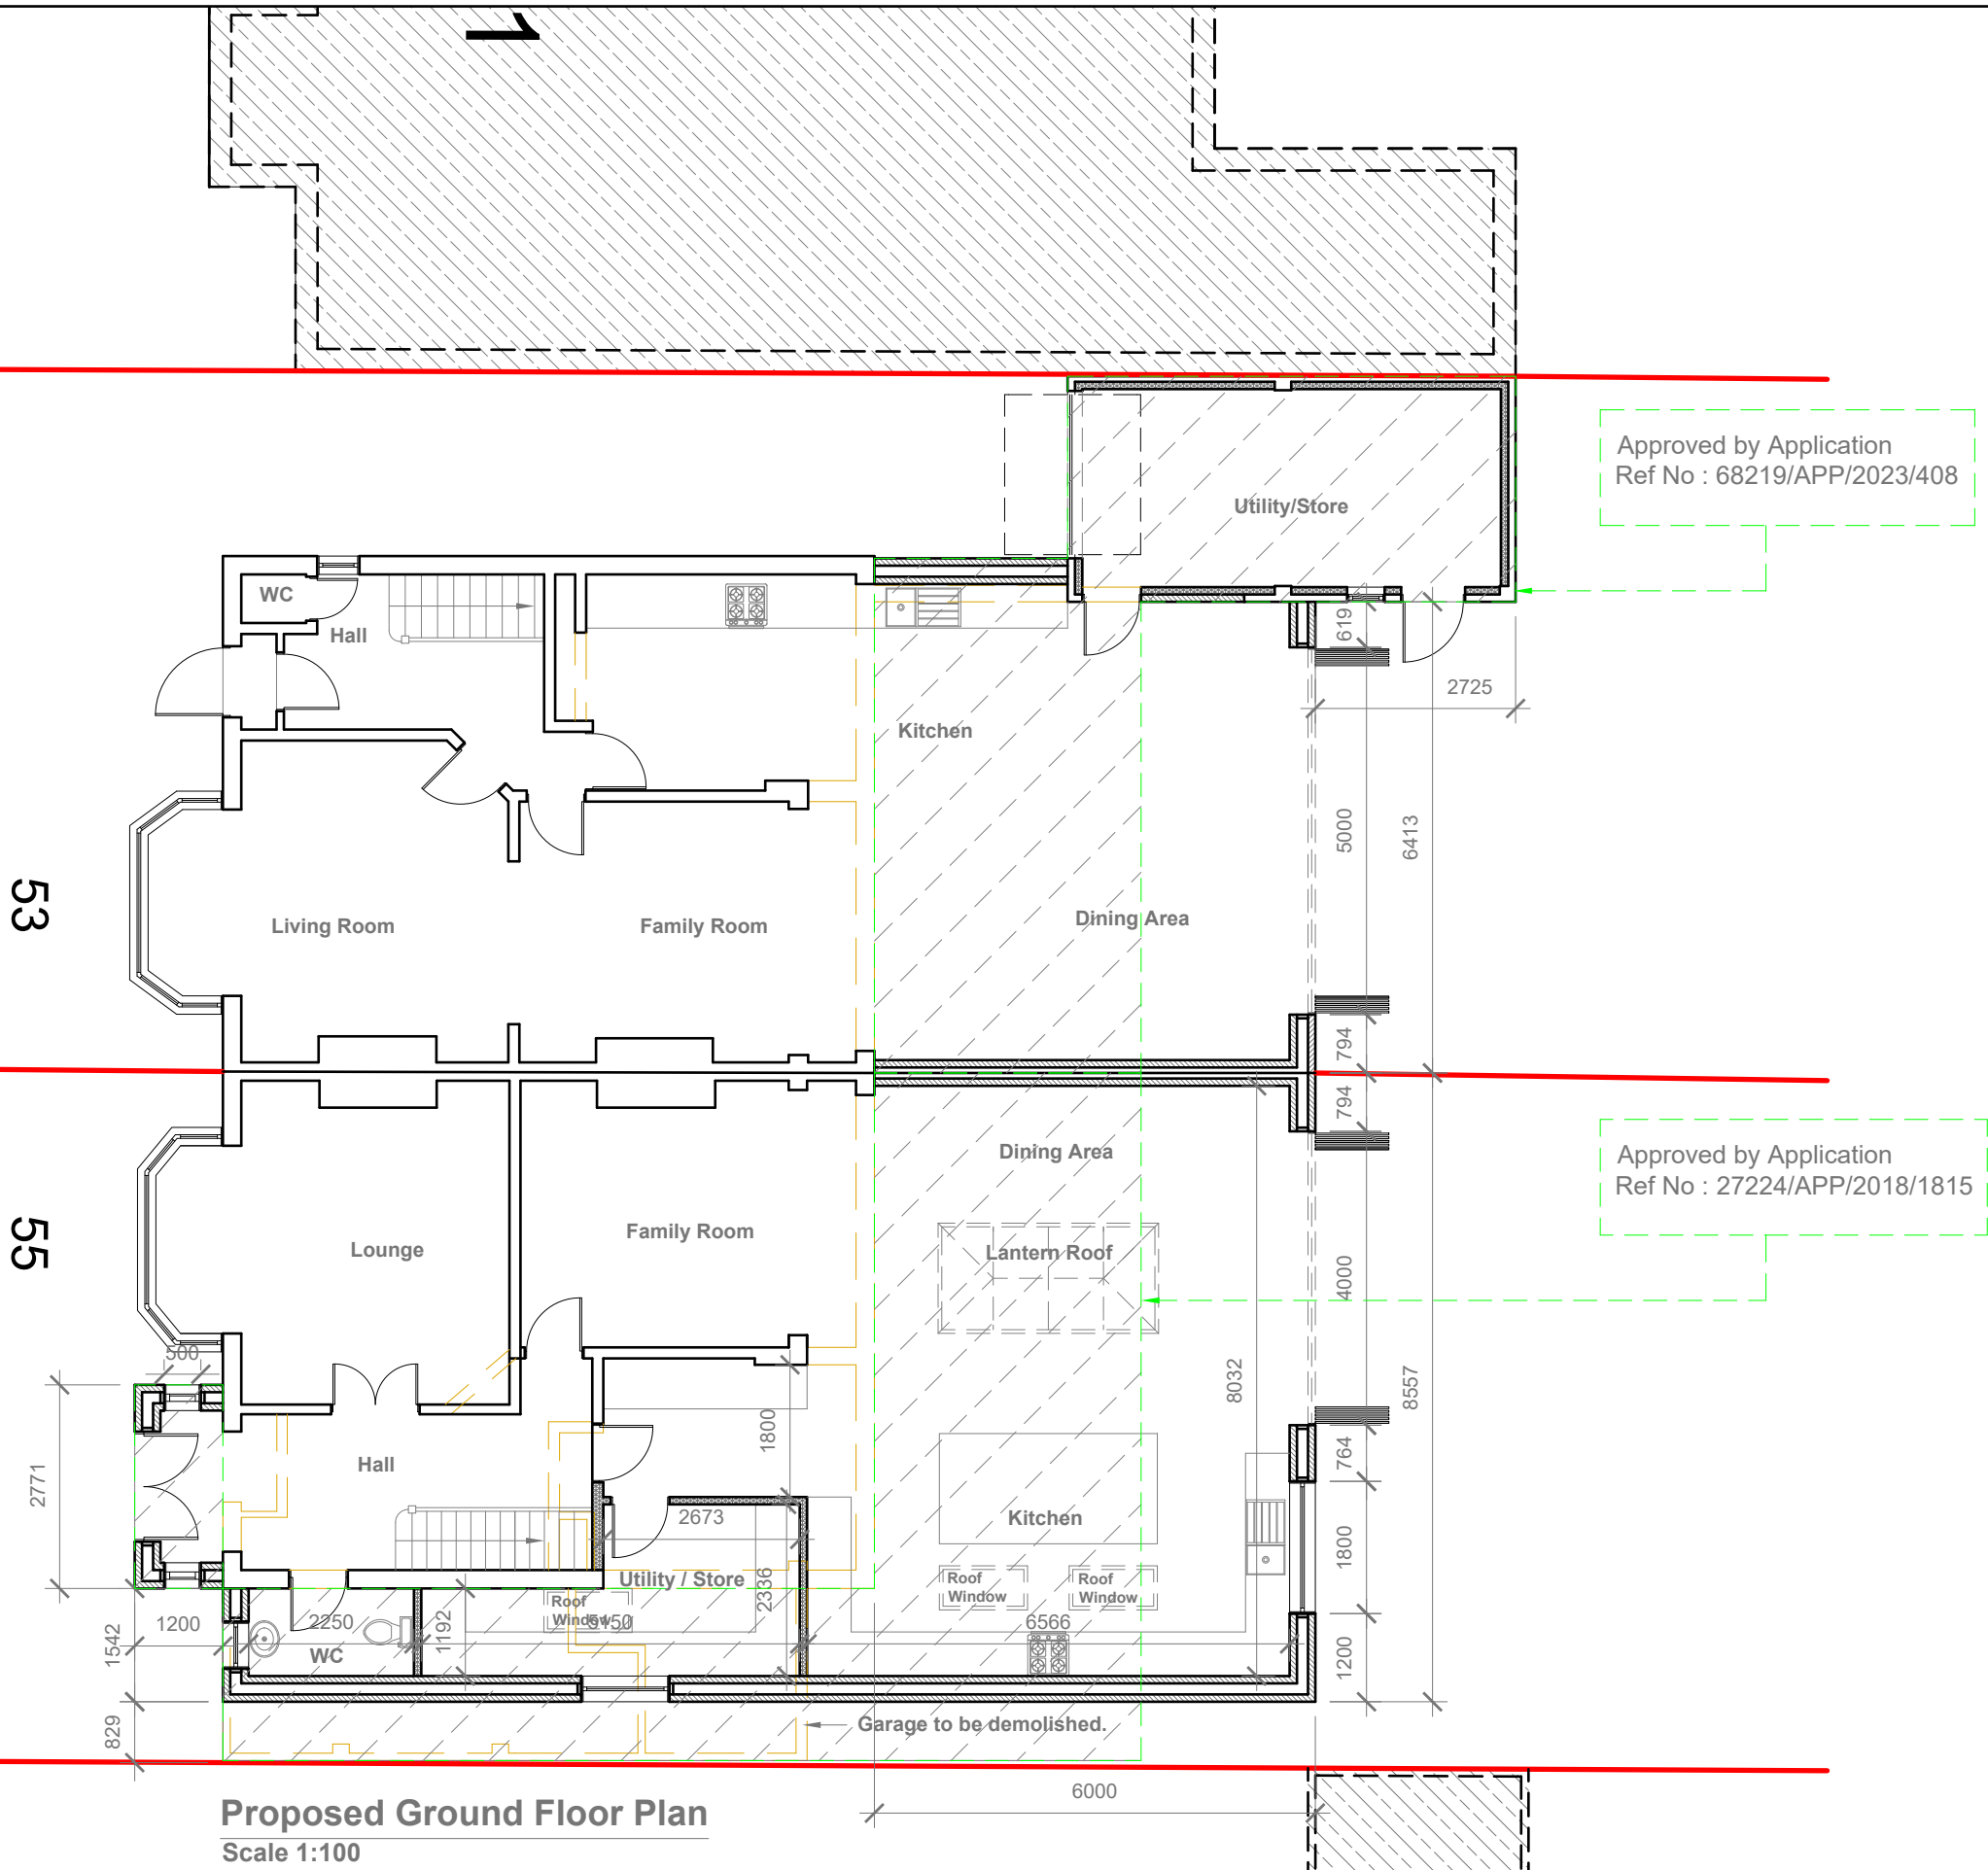 1
Approved by Application
Ref No : 68219/APP/2023/408
Utility/Store
WC
Hall
619
2725
Kitchen
5000
6413
53
Living Room
Family Room
Dining Area
794
794
Dining Area
Approved by Application
Ref No : 27224/APP/2018/1815
55
Lounge
Family Room
Lantern Roof
4000
500
8032
8557
2771
Hall
1800
764
2673
Kitchen
1800
Utility / Store
2336
Roof
Window
Roof
Window
Roof
Window
1200
2250
1192
5150
6566
1542
WC
1200
829
Garage to be demolished.
6000
Proposed Ground Floor Plan
Scale 1:100